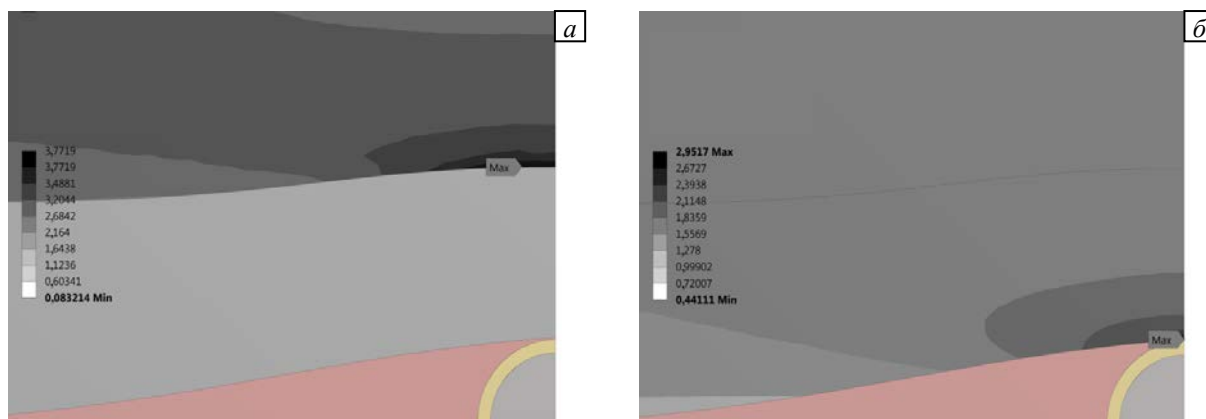 а
3,7719
3,7719
3,4881
3,2044
2,6842
2,164
1,6438
1,1236
0,60341
0,083214 Min
Max
б
2,9517 Max
2,6727
2,3938
2,1148
1,8359
1,5569
1,278
0,99902
0,72007
0,44111 Min
Max